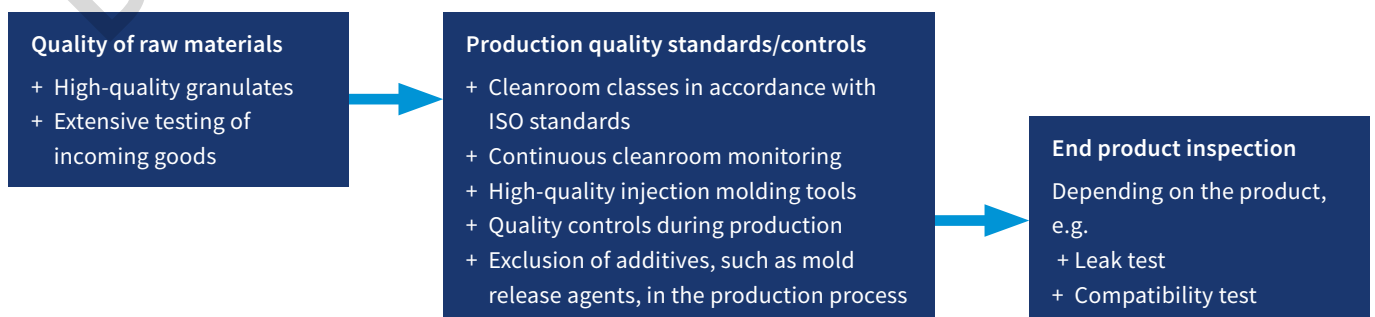 Quality of raw materials
+ High-quality granulates
+ Extensive testing of
incoming goods
Production quality standards/controls
+ Cleanroom classes in accordance with
ISO standards
+ Continuous cleanroom monitoring
+ High-quality injection molding tools
+ Quality controls during production
+ Exclusion of additives, such as mold
release agents, in the production process
End product inspection
Depending on the product,
e.g.
+ Leak test
+ Compatibility test